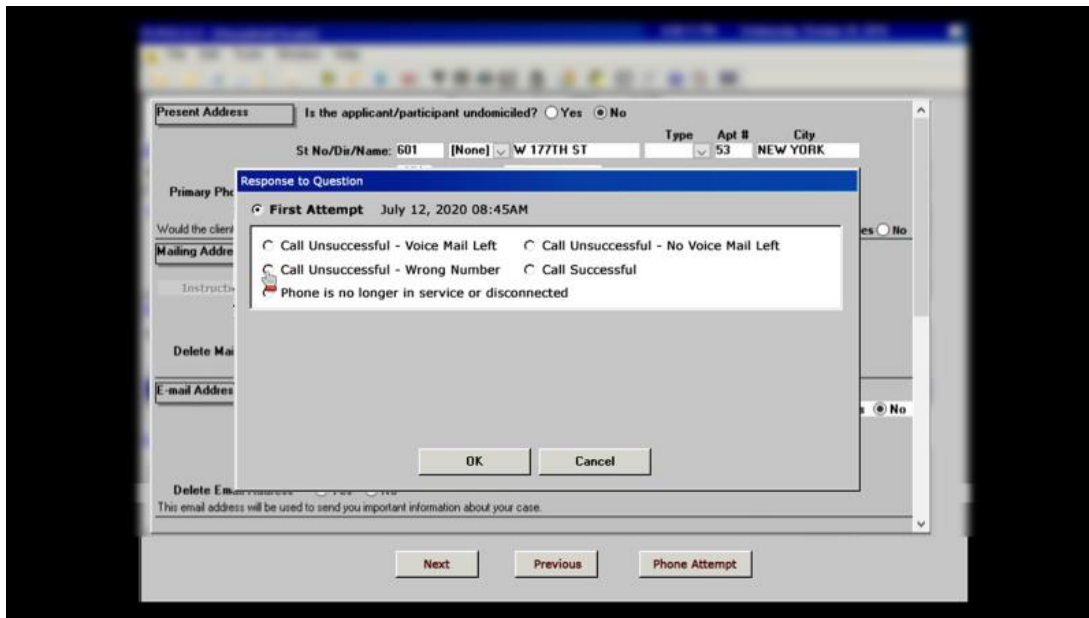 Present Address Is the applicant/participant undomiciled? Yes No
Type Apt # City
St No/Dir/Name: 601 [None] W 177TH ST 53 NEW YORK
Response to Question
Primary Pho
First Attempt July 12, 2020 08:45AM
Would the client es No
Call Unsuccessful - Voice Mail Left Call Unsuccessful - No Voice Mail Left
Mailing Addre
Call Unsuccessful - Wrong Number Call Successful
Instructi
Phone is no longer in service or disconnected
Delete Mai
E-mail Addres
s No
OK Cancel
Delete Email Address Yes No
This email address will be used to send you important information about your case.
Next Previous Phone Attempt